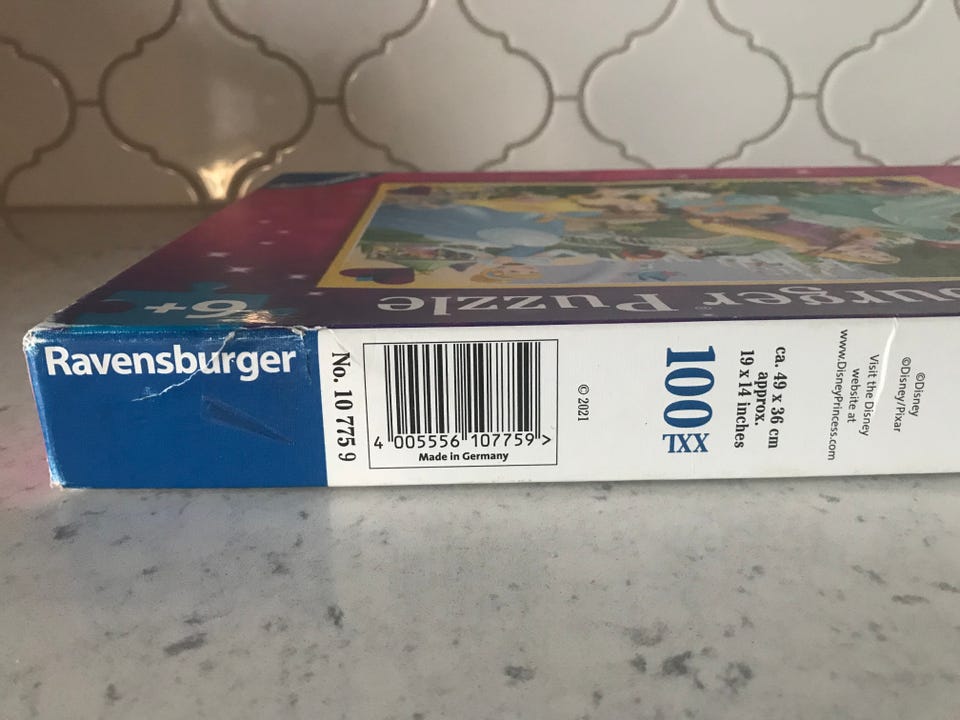 6+
burger Puzzle
Ravensburger
No. 10 775 9
4 005556 107759 >
Made in Germany
© 2021
100
XXL
ca. 49 x 36 cm
approx.
19 x 14 inches
©Disney
©Disney/Pixar
Visit the Disney
website at
www.DisneyPrincess.com